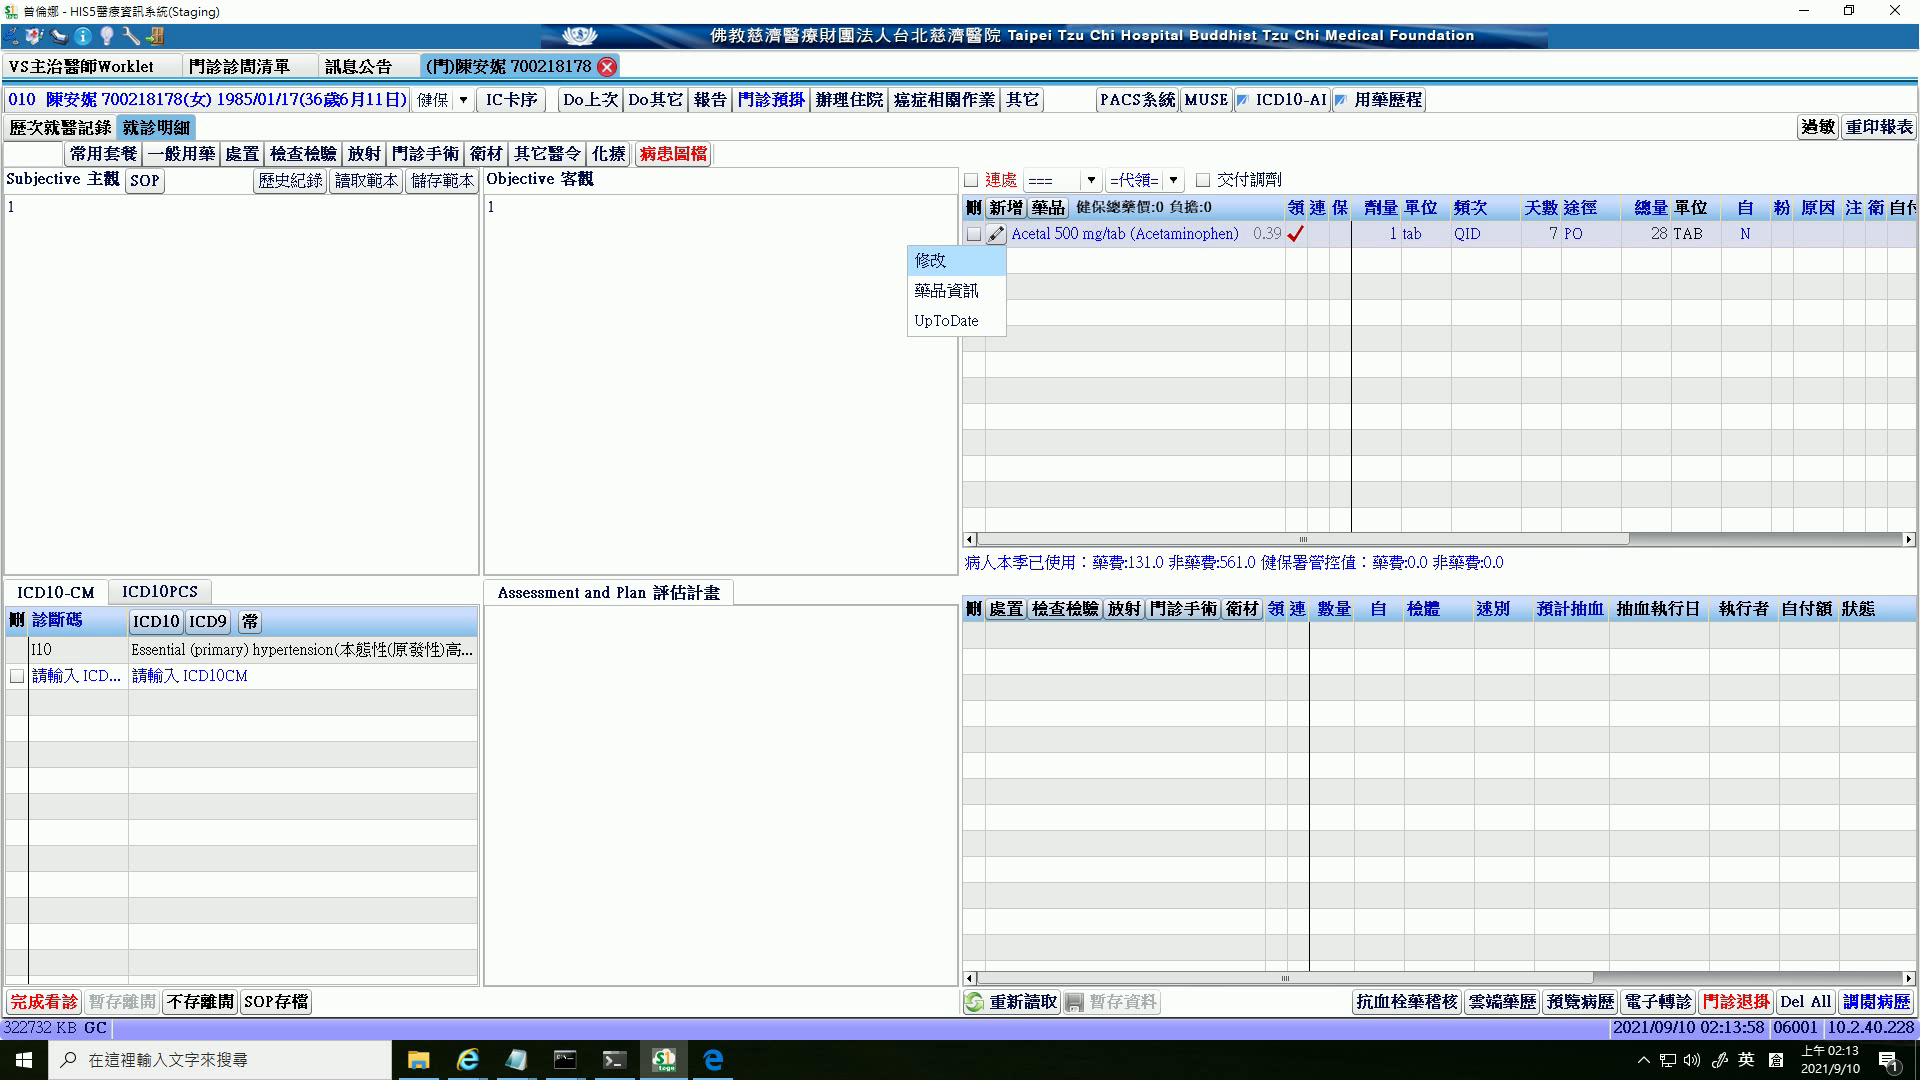 曾倫娜 - HIS5醫療資訊系統(Staging)
佛教慈濟醫療財團法人台北慈濟醫院 Taipei Tzu Chi Hospital Buddhist Tzu Chi Medical Foundation
VS主治醫師Worklet 門診診間清單 訊息公告 (門)陳安妮 700218178
010 陳安妮 700218178(女) 1985/01/17(36歲6月11日) 健保 IC卡序 Do上次 Do其它 報告 門診預掛 辦理住院 癌症相關作業 其它 PACS系統 MUSE ICD10-AI 用藥歷程
歷次就醫記錄 就診明細 過敏 重印報表
常用套餐 一般用藥 處置 檢查檢驗 放射 門診手術 衛材 其它醫令 化療 病患圖檔
Subjective 主觀 SOP 歷史紀錄 讀取範本 儲存範本 Objective 客觀 連處 === =代領= 交付調劑
1 1
刪 新增 藥品 健保總藥價:0 負擔:0 領 連 保 劑量 單位 頻次 天數 途徑 總量 單位 自 粉 原因 注 衛 自付
Acetal 500 mg/tab (Acetaminophen) 0.39 1 tab QID 7 PO 28 TAB N
修改
藥品資訊
UpToDate
病人本季已使用：藥費:131.0 非藥費:561.0 健保署管控值：藥費:0.0 非藥費:0.0
ICD10-CM ICD10PCS Assessment and Plan 評估計畫
刪 診斷碼 ICD10 ICD9 常
刪 處置 檢查檢驗 放射 門診手術 衛材 領 連 數量 自 檢體 速別 預計抽血 抽血執行日 執行者 自付額 狀態
I10 Essential (primary) hypertension(本態性(原發性)高...
請輸入 ICD... 請輸入 ICD10CM
完成看診 暫存離開 不存離開 SOP存檔 重新讀取 暫存資料 抗血栓藥稽核 雲端藥歷 預覽病歷 電子轉診 門診退掛 Del All 調閱病歷
322732 KB GC 2021/09/10 02:13:58 06001 10.2.40.228
在這裡輸入文字來搜尋 英 上午 02:13
2021/9/10 1